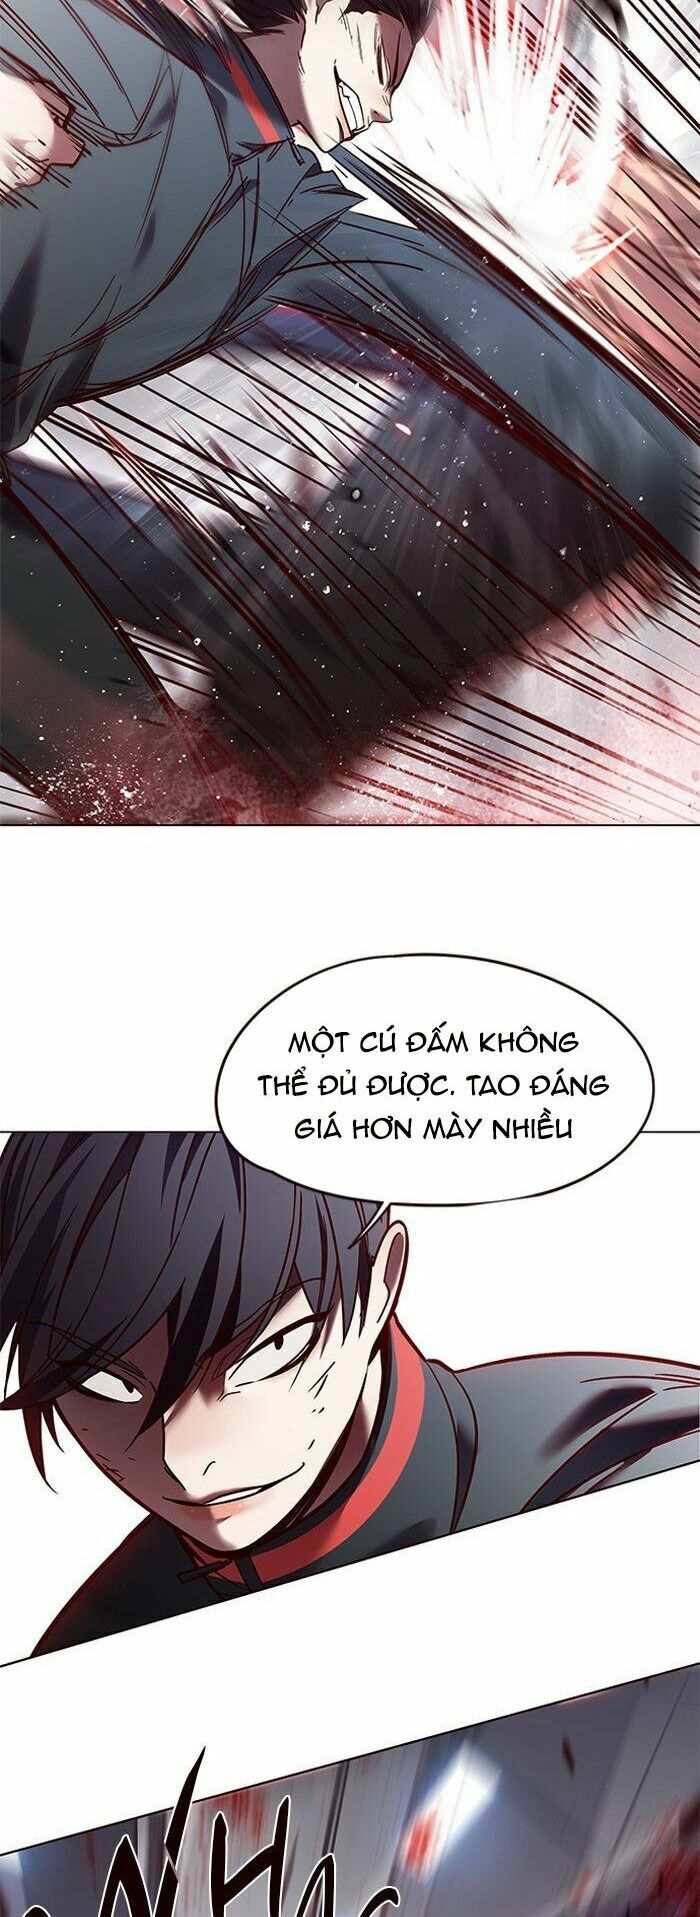 MỘT CÚ ĐẤM KHÔNG
THỂ ĐỦ ĐƯỢC. TAO ĐÁNG
GIÁ HƠN MÀY NHIỀU